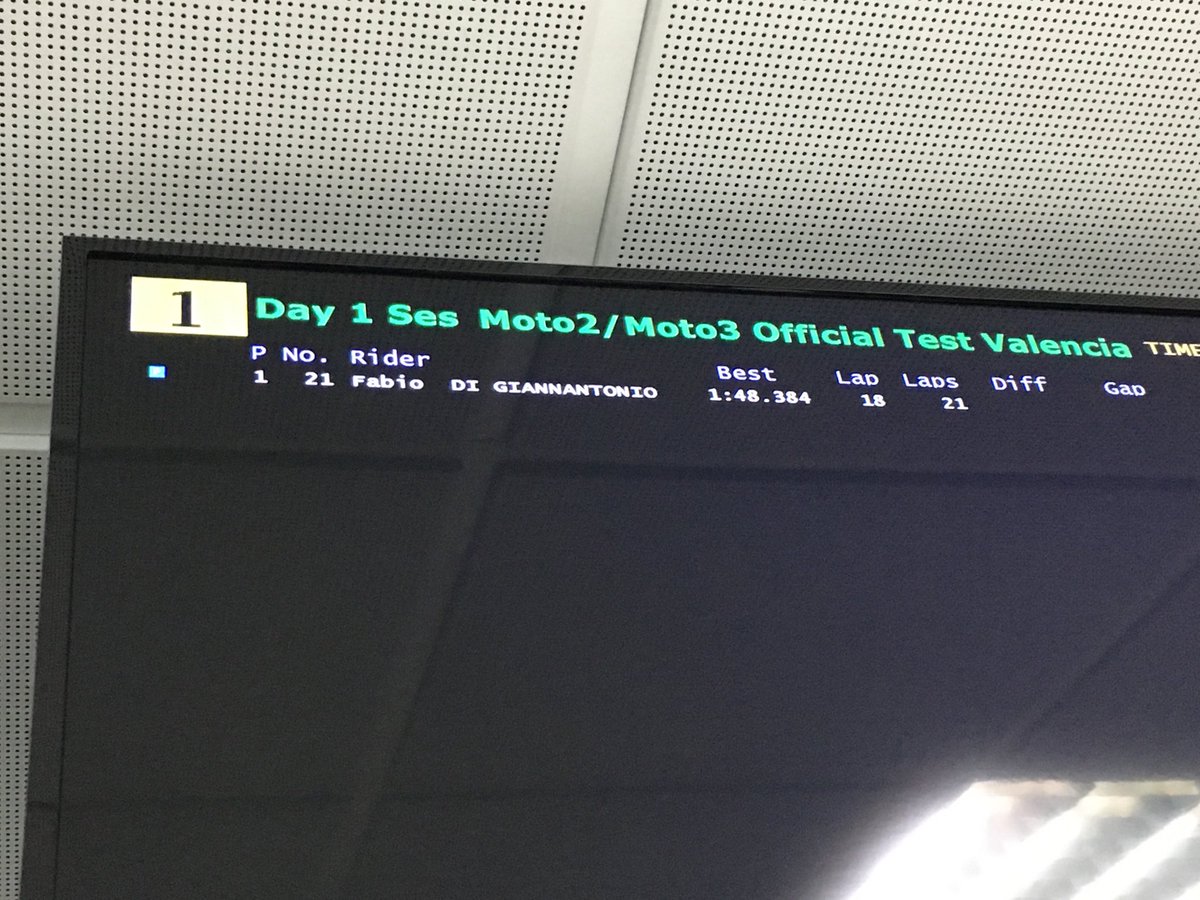 1 Day 1 Ses Moto2/Moto3 Official Test Valencia TIME
P No. Rider Best Lap Laps Diff Gap
1 21 Fabio DI GIANNANTONIO 1:48.384 18 21